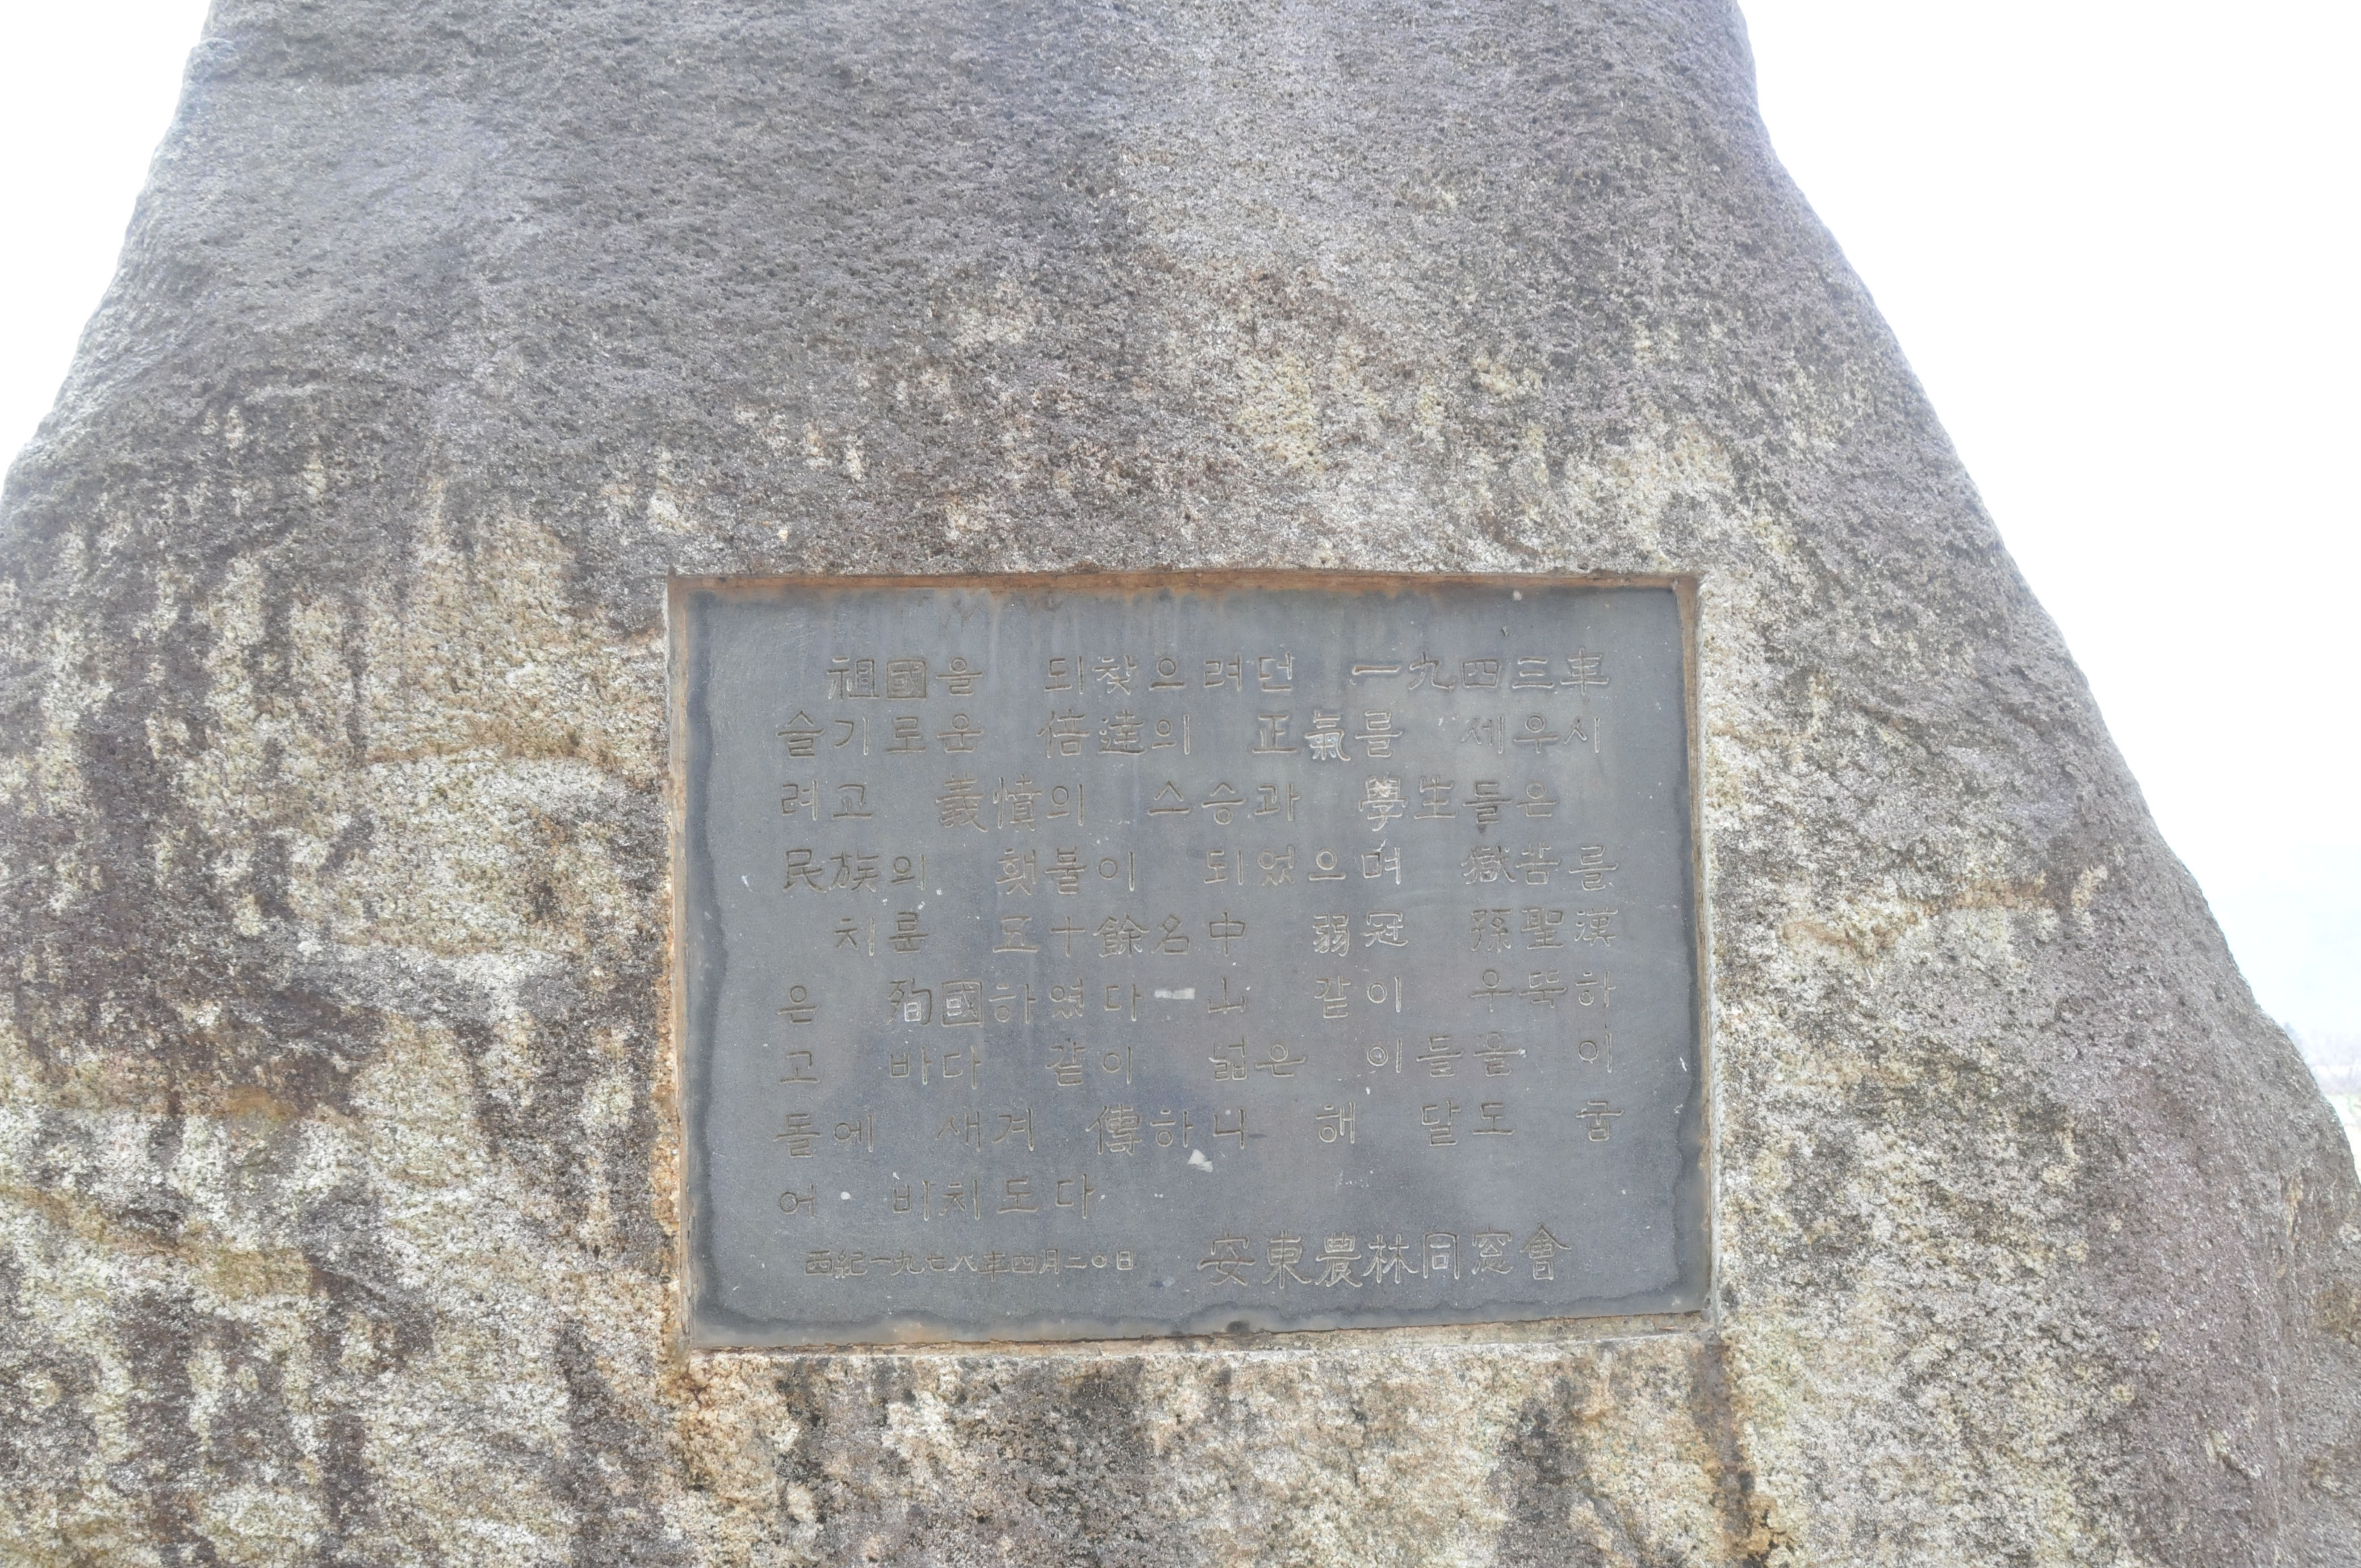 祖國을 되찾으려던 一九四三年
슬기로운 倍達의 正氣를 세우시
려고 義憤의 스승과 學生들은
民族의 횃불이 되었으며 獄苦를
치룬 五十餘名中 弱冠 孫聖漢
은 殉國하였다 山 같이 우뚝하
고 바다 같이 넓은 이들을 이
돌에 새겨 傳하나니 해 달도 굽
어 비치도다
西紀一九七八年四月二〇日 安東農林同窓會